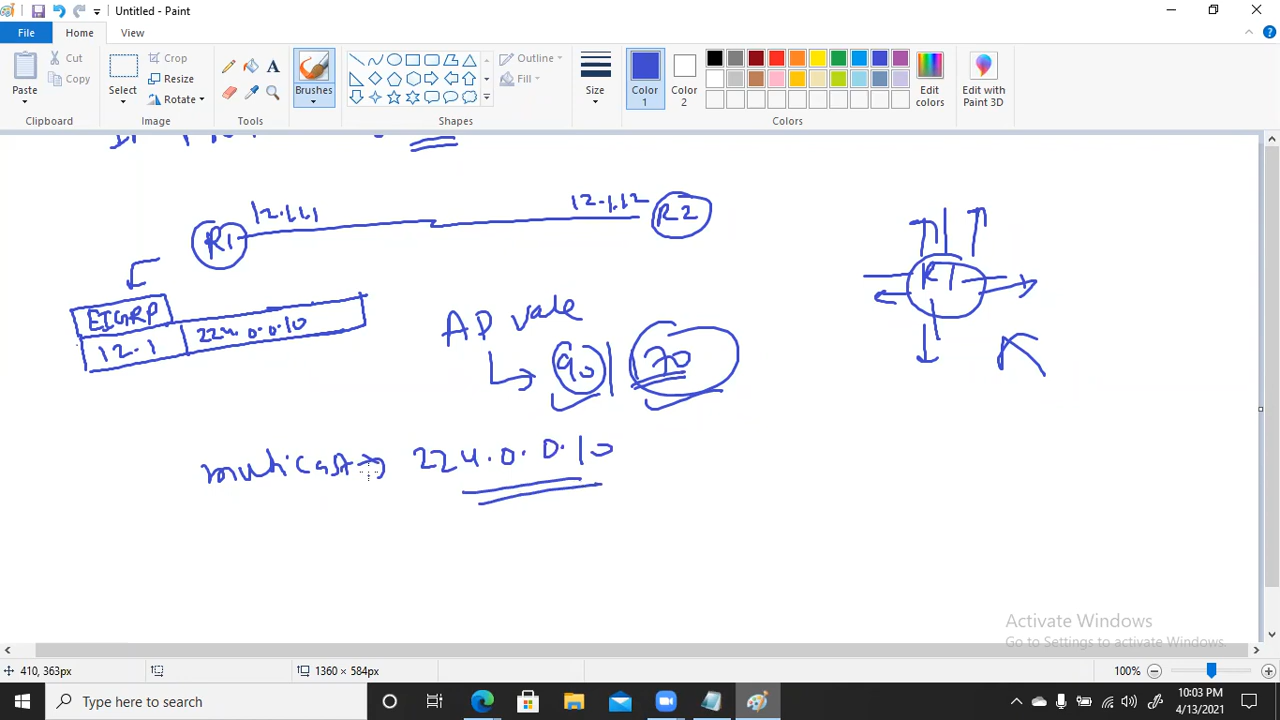 Untitled - Paint
File
Home
View
Paste
Cut
Copy
Clipboard
Select
Crop
Resize
Rotate
Image
Tools
Brushes
Shapes
Outline
Fill
Size
Color 1
Color 2
Colors
Edit colors
Edit with Paint 3D
12.1.1.1
12.1.1.2
R1
R2
R1
EIGRP
12.1
224.0.0.10
AD vale
90 | 170
multicast → 224.0.0.10
Activate Windows
Go to Settings to activate Windows.
410, 363px
1360 × 584px
100%
Type here to search
10:03 PM
4/13/2021